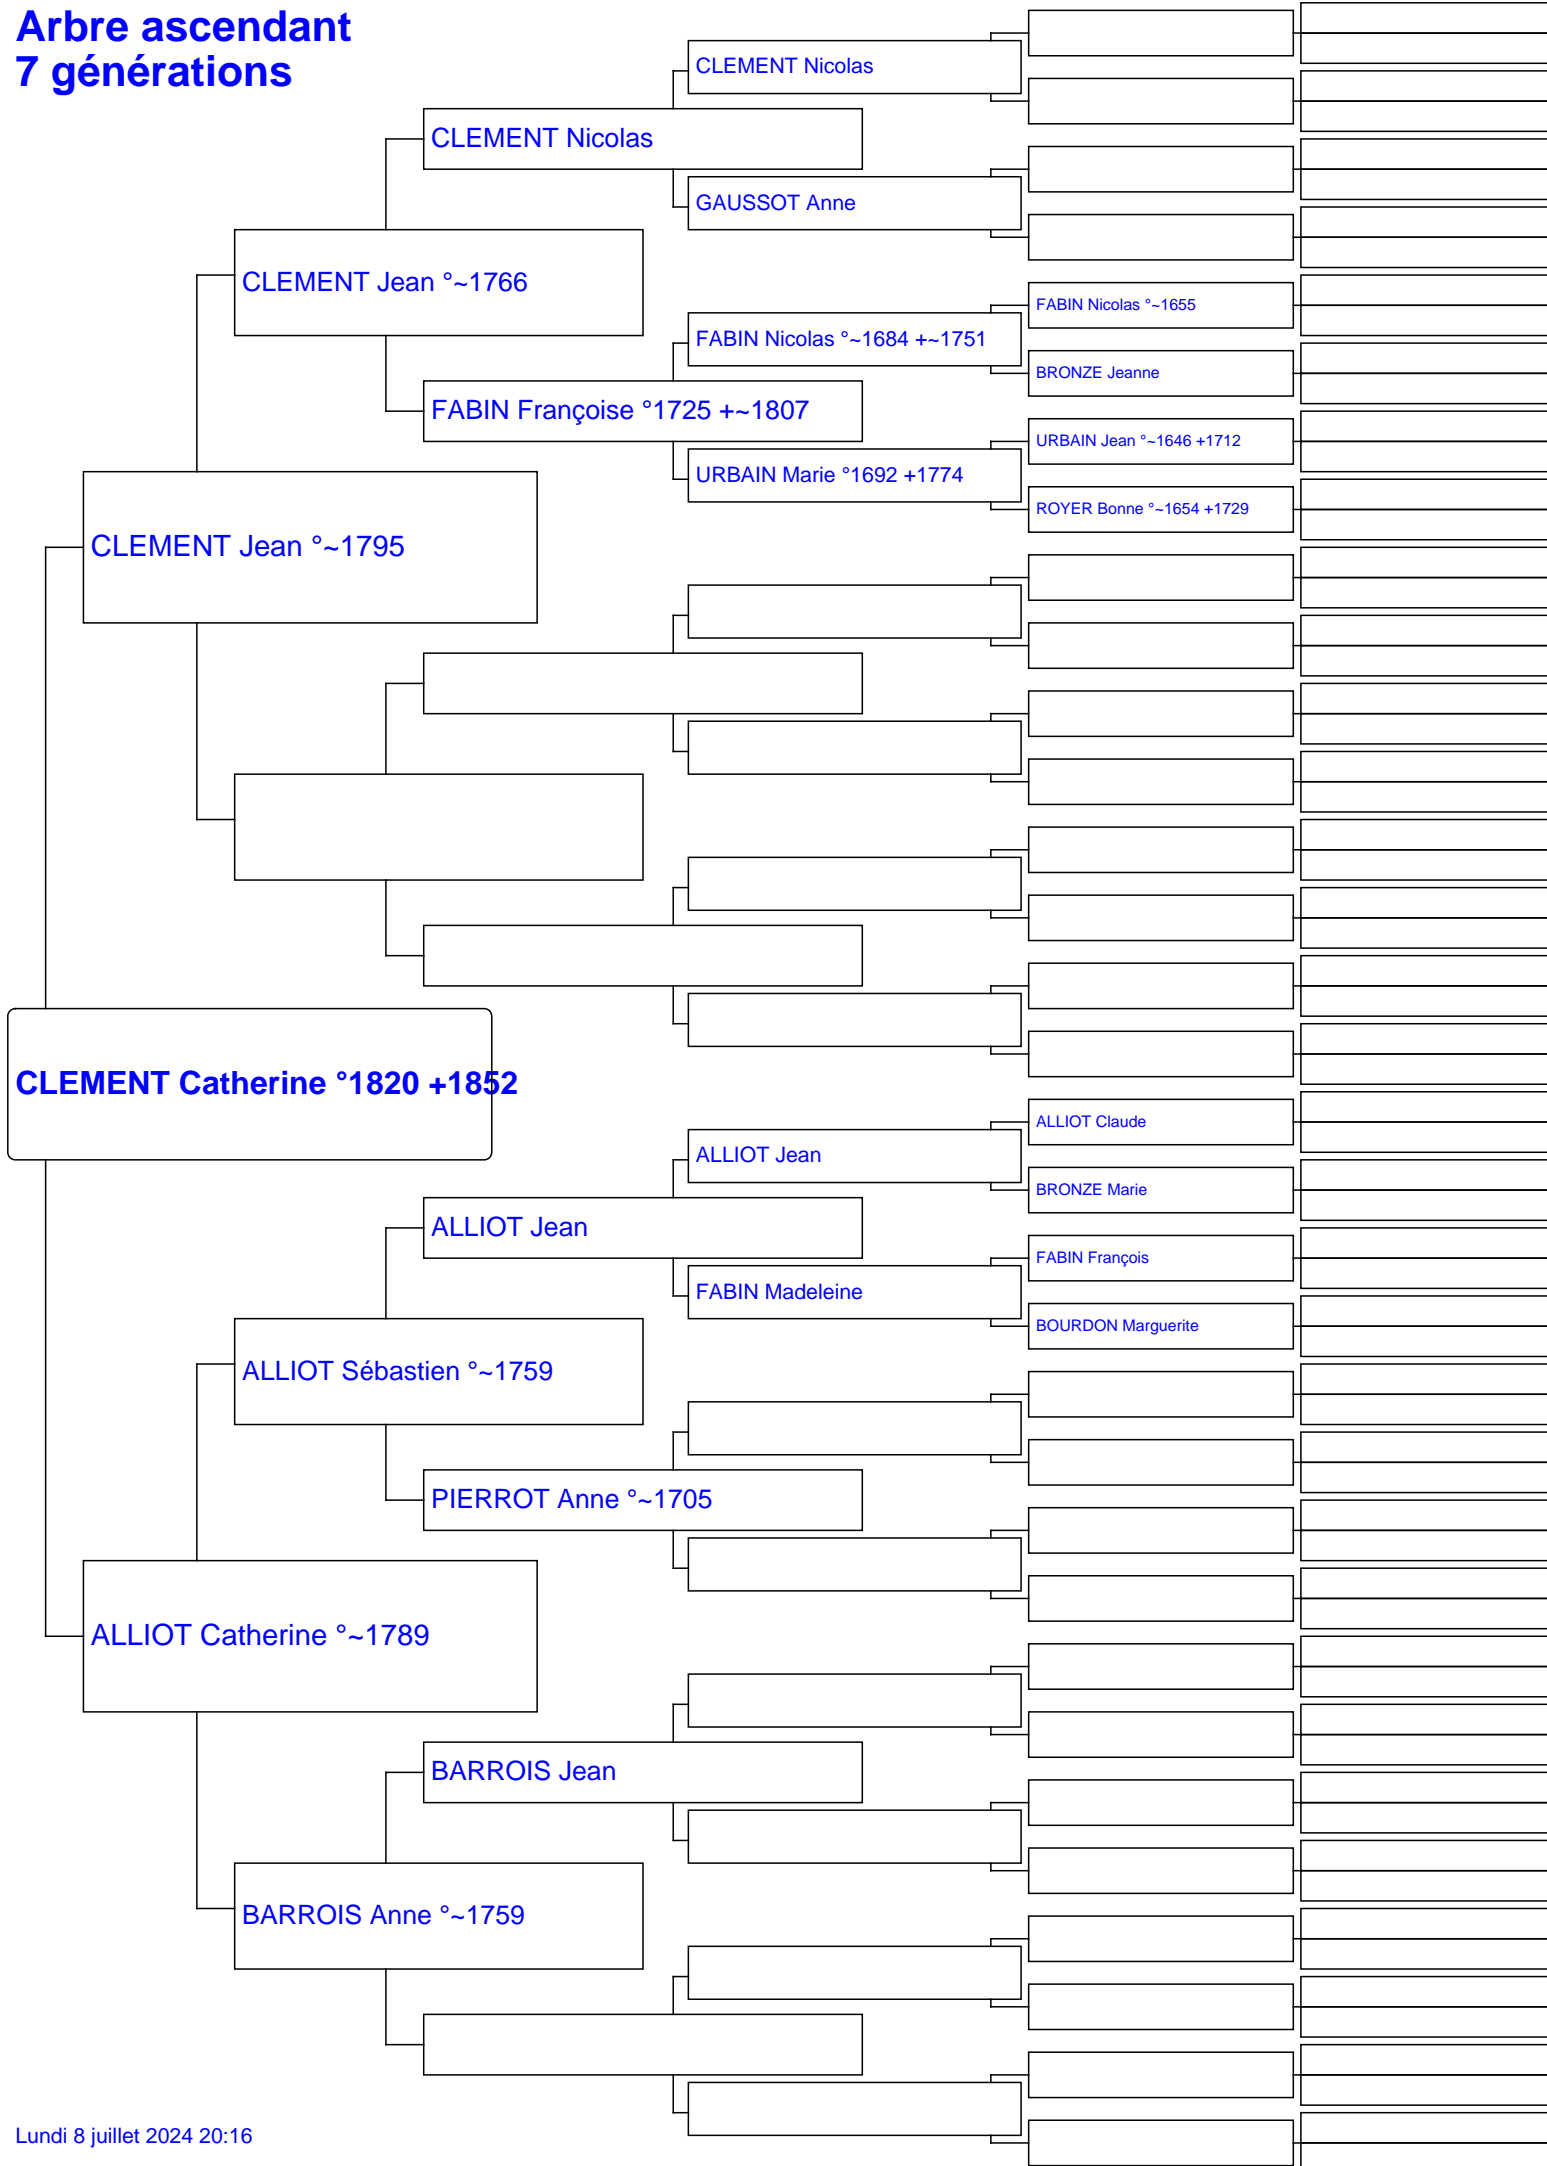 Arbre ascendant
7 générations
CLEMENT Nicolas
CLEMENT Nicolas
GAUSSOT Anne
CLEMENT Jean °~1766
FABIN Nicolas °~1655
FABIN Nicolas °~1684 +~1751
BRONZE Jeanne
FABIN Françoise °1725 +~1807
URBAIN Jean °~1646 +1712
URBAIN Marie °1692 +1774
ROYER Bonne °~1654 +1729
CLEMENT Jean °~1795
CLEMENT Catherine °1820 +1852
ALLIOT Claude
ALLIOT Jean
BRONZE Marie
ALLIOT Jean
FABIN François
FABIN Madeleine
BOURDON Marguerite
ALLIOT Sébastien °~1759
PIERROT Anne °~1705
ALLIOT Catherine °~1789
BARROIS Jean
BARROIS Anne °~1759
Lundi 8 juillet 2024 20:16